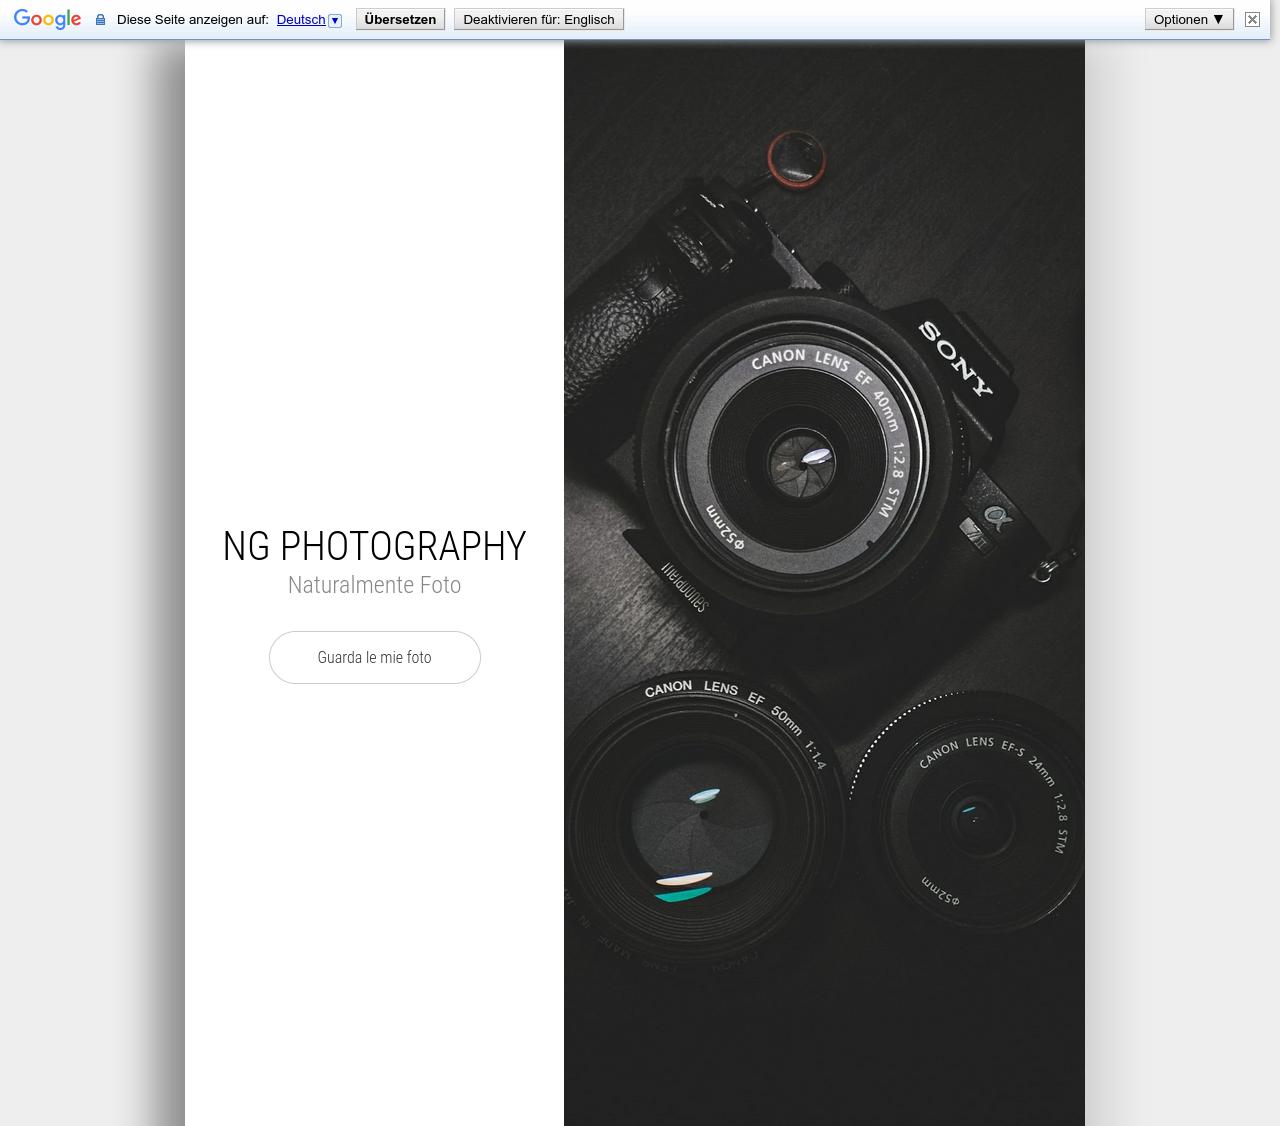 Google Diese Seite anzeigen auf: Deutsch ▼ Übersetzen Deaktivieren für: Englisch Optionen ▼
SONY
CANON LENS EF 40mm 1:2.8 STM
Φ52mm
α
7II
NG PHOTOGRAPHY
Naturalmente Foto
Guarda le mie foto
CANON LENS EF 50mm 1:1.4
CANON LENS EF-S 24mm 1:2.8 STM
Φ52mm